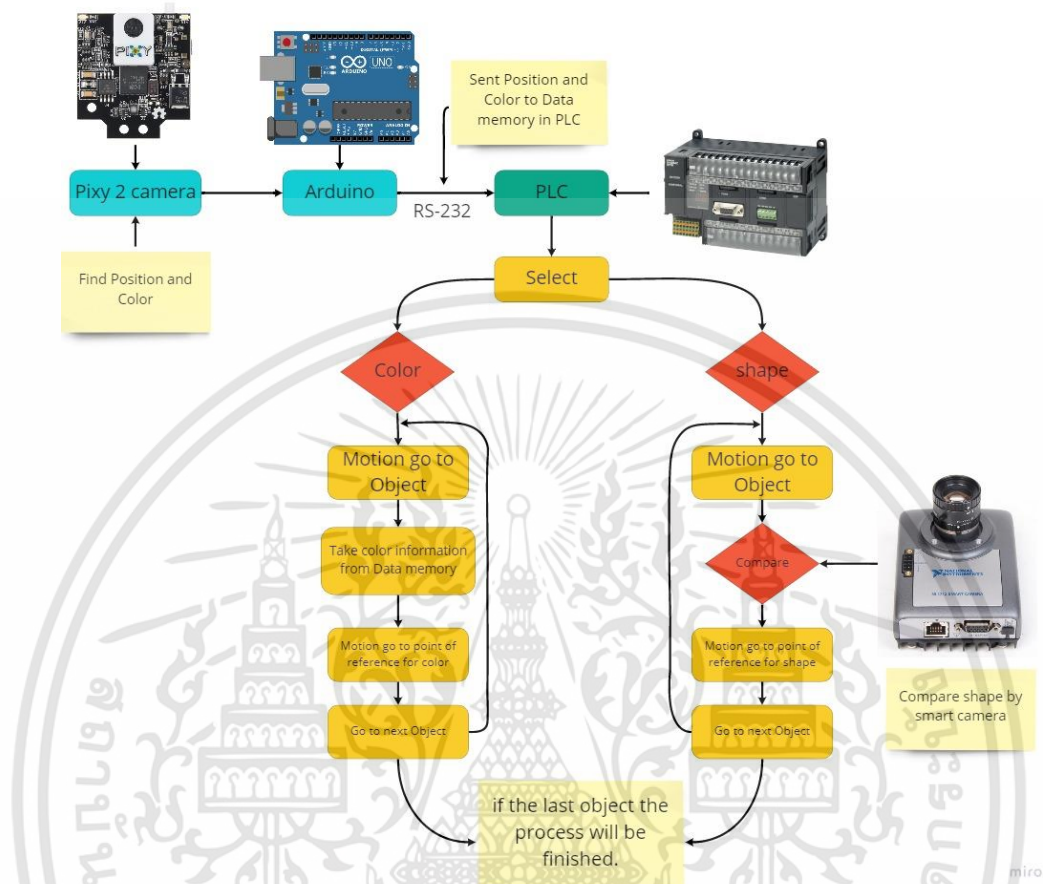 PIXY
UNO
ARDUINO
Sent Position and
Color to Data
memory in PLC
Pixy 2 camera
Arduino
RS-232
PLC
Find Position and
Color
Select
Color
shape
Motion go to
Object
Motion go to
Object
Take color information
from Data memory
Compare
Motion go to point of
reference for color
Motion go to point of
reference for shape
Go to next Object
Go to next Object
Compare shape by
smart camera
if the last object the
process will be
finished.
miro